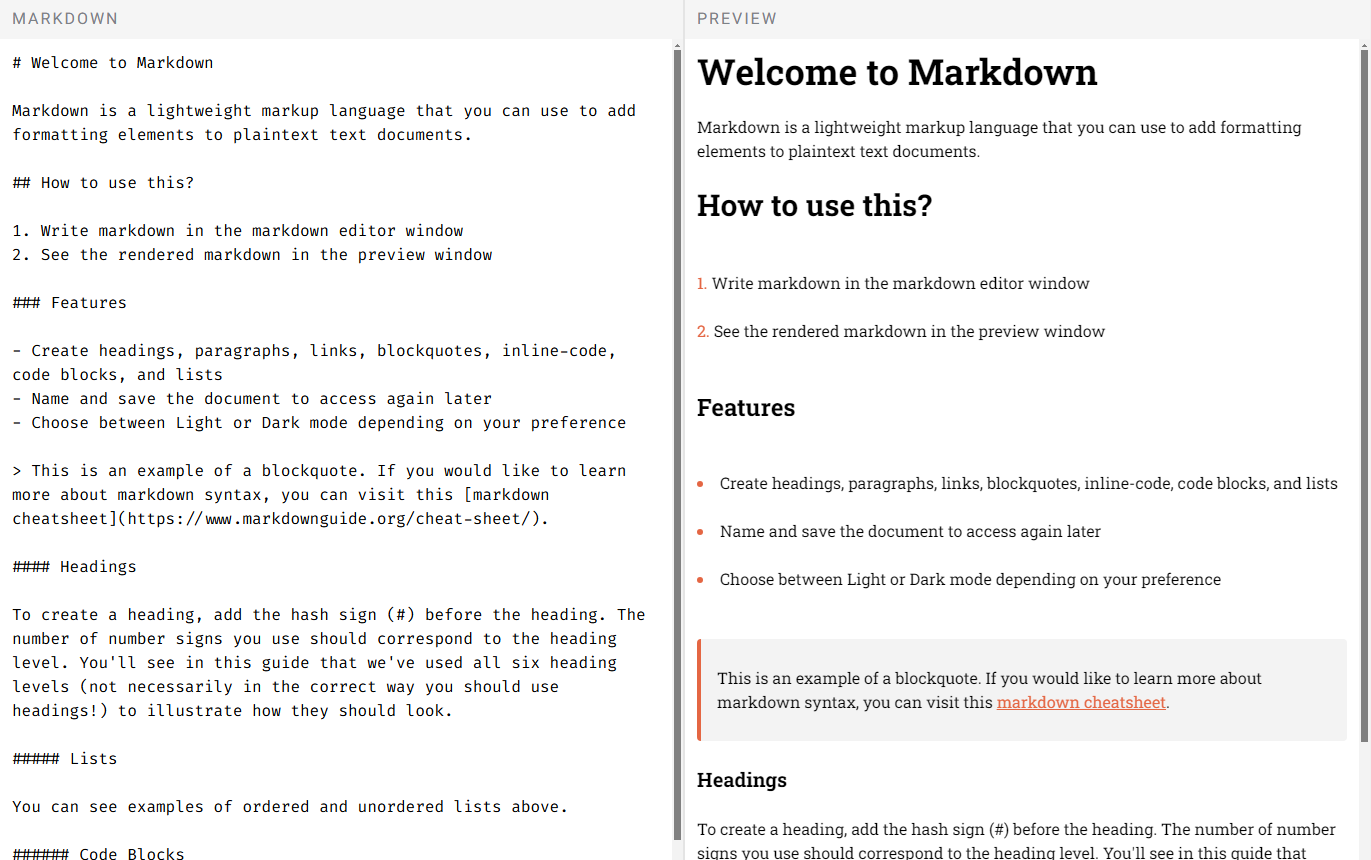 MARKDOWN
# Welcome to Markdown
Markdown is a lightweight markup language that you can use to add
formatting elements to plaintext text documents.
## How to use this?
1. Write markdown in the markdown editor window
2. See the rendered markdown in the preview window
### Features
- Create headings, paragraphs, links, blockquotes, inline-code,
code blocks, and lists
- Name and save the document to access again later
- Choose between Light or Dark mode depending on your preference
> This is an example of a blockquote. If you would like to learn
more about markdown syntax, you can visit this [markdown
cheatsheet](https://www.markdownguide.org/cheat-sheet/).
#### Headings
To create a heading, add the hash sign (#) before the heading. The
number of number signs you use should correspond to the heading
level. You'll see in this guide that we've used all six heading
levels (not necessarily in the correct way you should use
headings!) to illustrate how they should look.
##### Lists
You can see examples of ordered and unordered lists above.
###### Code Blocks
PREVIEW
Welcome to Markdown
Markdown is a lightweight markup language that you can use to add formatting
elements to plaintext text documents.
How to use this?
1. Write markdown in the markdown editor window
2. See the rendered markdown in the preview window
Features
• Create headings, paragraphs, links, blockquotes, inline-code, code blocks, and lists
• Name and save the document to access again later
• Choose between Light or Dark mode depending on your preference
This is an example of a blockquote. If you would like to learn more about
markdown syntax, you can visit this markdown cheatsheet.
Headings
To create a heading, add the hash sign (#) before the heading. The number of number
signs you use should correspond to the heading level. You'll see in this guide that